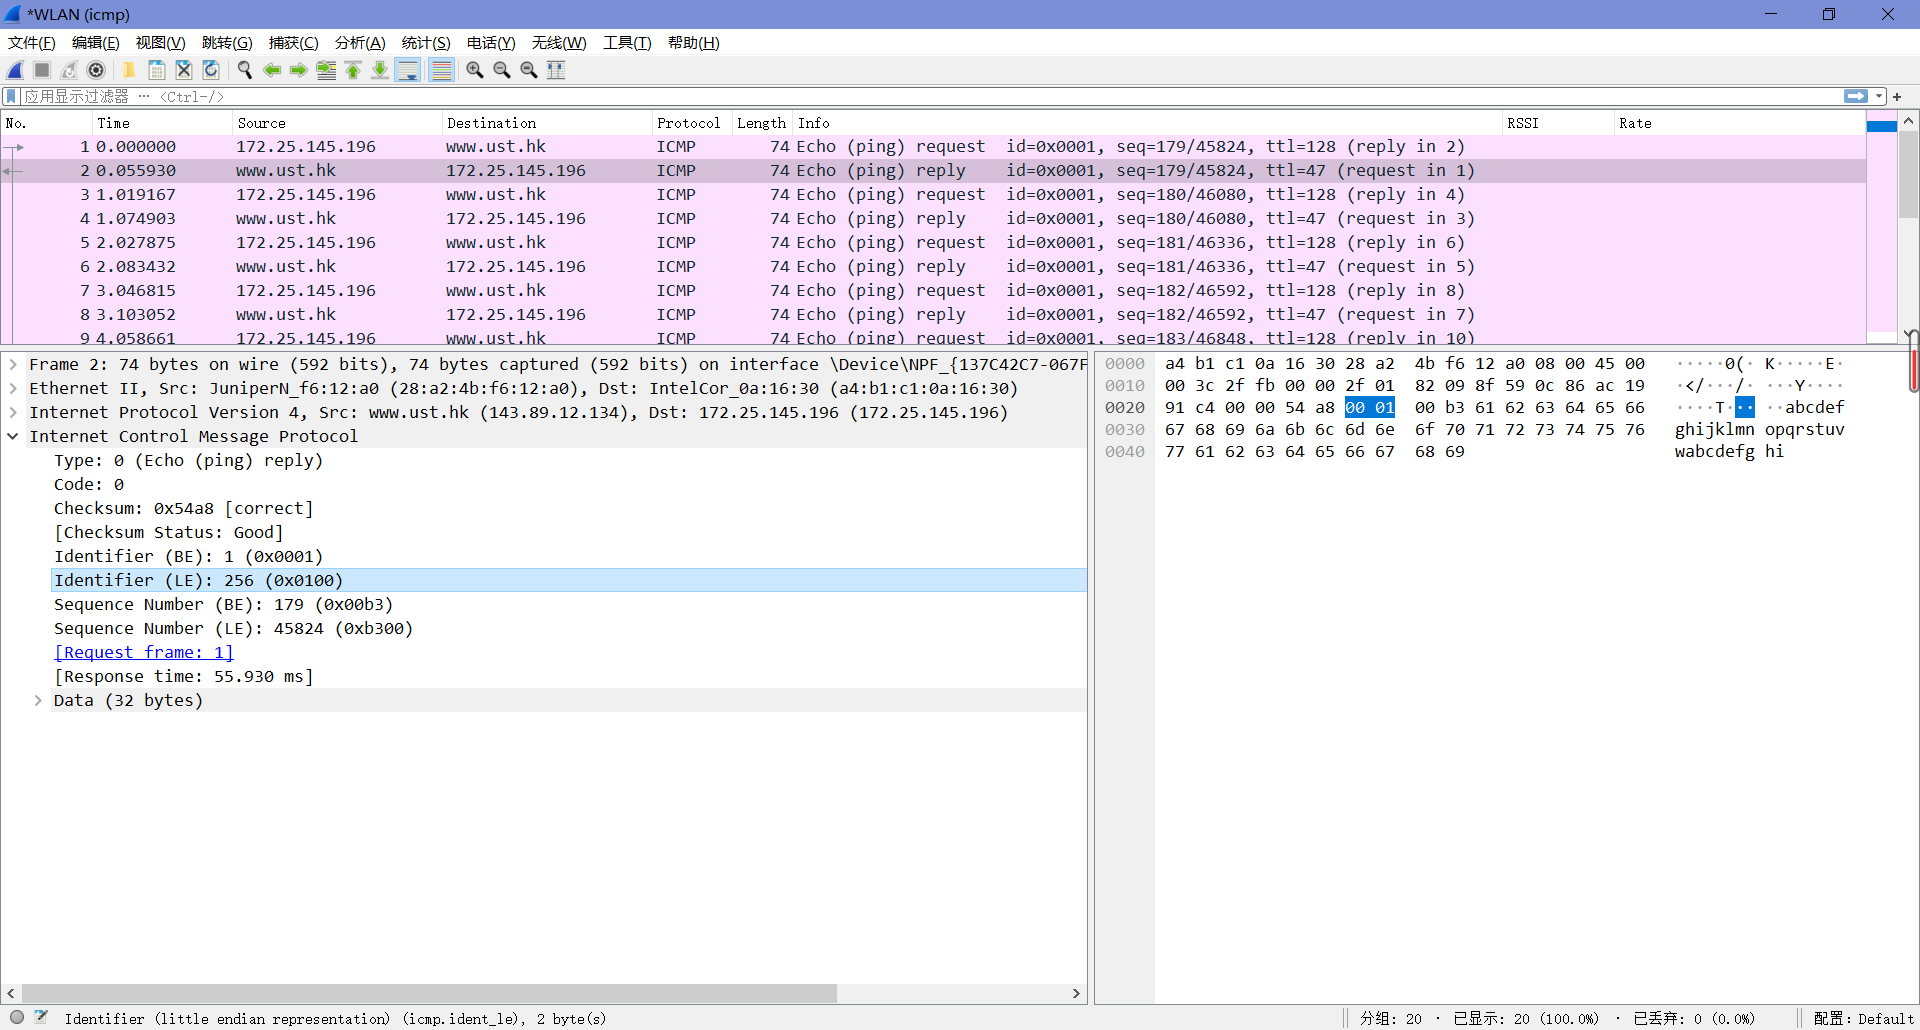 *WLAN (icmp)
文件(F) 编辑(E) 视图(V) 跳转(G) 捕获(C) 分析(A) 统计(S) 电话(Y) 无线(W) 工具(T) 帮助(H)
应用显示过滤器 … <Ctrl-/>
No. Time Source Destination Protocol Length Info RSSI Rate
1 0.000000 172.25.145.196 www.ust.hk ICMP 74 Echo (ping) request id=0x0001, seq=179/45824, ttl=128 (reply in 2)
2 0.055930 www.ust.hk 172.25.145.196 ICMP 74 Echo (ping) reply id=0x0001, seq=179/45824, ttl=47 (request in 1)
3 1.019167 172.25.145.196 www.ust.hk ICMP 74 Echo (ping) request id=0x0001, seq=180/46080, ttl=128 (reply in 4)
4 1.074903 www.ust.hk 172.25.145.196 ICMP 74 Echo (ping) reply id=0x0001, seq=180/46080, ttl=47 (request in 3)
5 2.027875 172.25.145.196 www.ust.hk ICMP 74 Echo (ping) request id=0x0001, seq=181/46336, ttl=128 (reply in 6)
6 2.083432 www.ust.hk 172.25.145.196 ICMP 74 Echo (ping) reply id=0x0001, seq=181/46336, ttl=47 (request in 5)
7 3.046815 172.25.145.196 www.ust.hk ICMP 74 Echo (ping) request id=0x0001, seq=182/46592, ttl=128 (reply in 8)
8 3.103052 www.ust.hk 172.25.145.196 ICMP 74 Echo (ping) reply id=0x0001, seq=182/46592, ttl=47 (request in 7)
9 4.058661 172.25.145.196 www.ust.hk ICMP 74 Echo (ping) request id=0x0001, seq=183/46848, ttl=128 (reply in 10)
Frame 2: 74 bytes on wire (592 bits), 74 bytes captured (592 bits) on interface \Device\NPF_{137C42C7-067F
Ethernet II, Src: JuniperN_f6:12:a0 (28:a2:4b:f6:12:a0), Dst: IntelCor_0a:16:30 (a4:b1:c1:0a:16:30)
Internet Protocol Version 4, Src: www.ust.hk (143.89.12.134), Dst: 172.25.145.196 (172.25.145.196)
Internet Control Message Protocol
Type: 0 (Echo (ping) reply)
Code: 0
Checksum: 0x54a8 [correct]
[Checksum Status: Good]
Identifier (BE): 1 (0x0001)
Identifier (LE): 256 (0x0100)
Sequence Number (BE): 179 (0x00b3)
Sequence Number (LE): 45824 (0xb300)
[Request frame: 1]
[Response time: 55.930 ms]
Data (32 bytes)
0000 a4 b1 c1 0a 16 30 28 a2 4b f6 12 a0 08 00 45 00 ·····0(· K·····E·
0010 00 3c 2f fb 00 00 2f 01 82 09 8f 59 0c 86 ac 19 ·</···/· ···Y····
0020 91 c4 00 00 54 a8 00 01 00 b3 61 62 63 64 65 66 ····T··· ··abcdef
0030 67 68 69 6a 6b 6c 6d 6e 6f 70 71 72 73 74 75 76 ghijklmn opqrstuv
0040 77 61 62 63 64 65 66 67 68 69 wabcdefg hi
Identifier (little endian representation) (icmp.ident_le), 2 byte(s)
分组: 20 · 已显示: 20 (100.0%) · 已丢弃: 0 (0.0%)
配置: Default